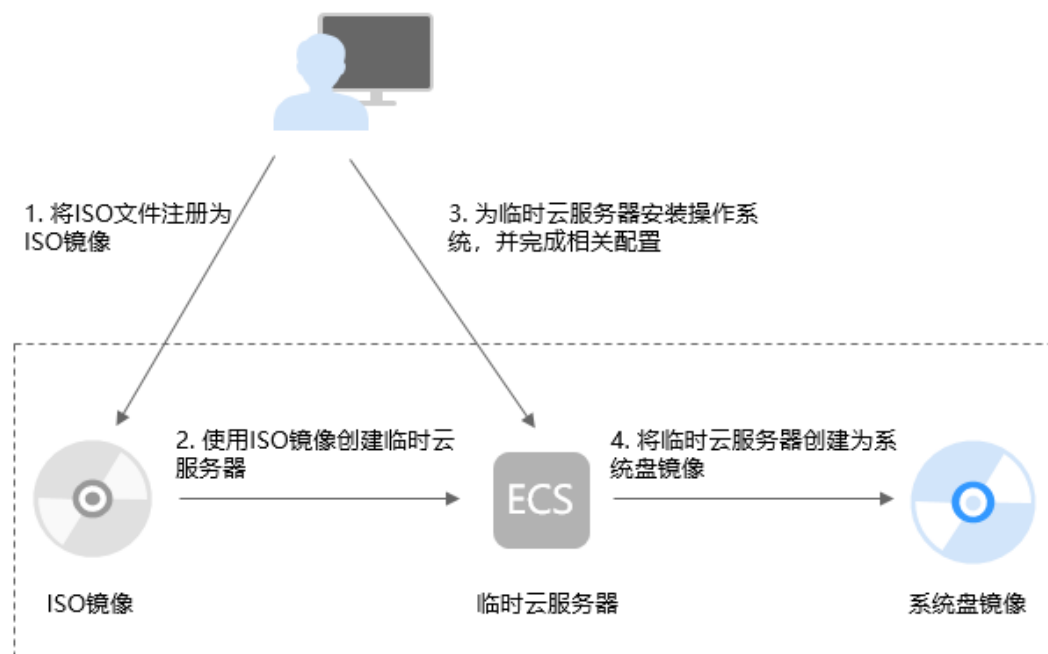 1. 将ISO文件注册为
ISO镜像
3. 为临时云服务器安装操作系
统，并完成相关配置
2. 使用ISO镜像创建临时云
服务器
4. 将临时云服务器创建为系
统盘镜像
ECS
ISO镜像
临时云服务器
系统盘镜像